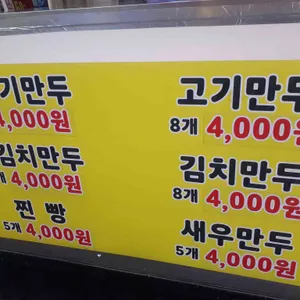 기만두
4,000원
김치만두
개 4,000원
찐 빵
5개 4,000원
고기만두
8개 4,000원
김치만두
8개 4,000원
새우만두
5개 4,000원